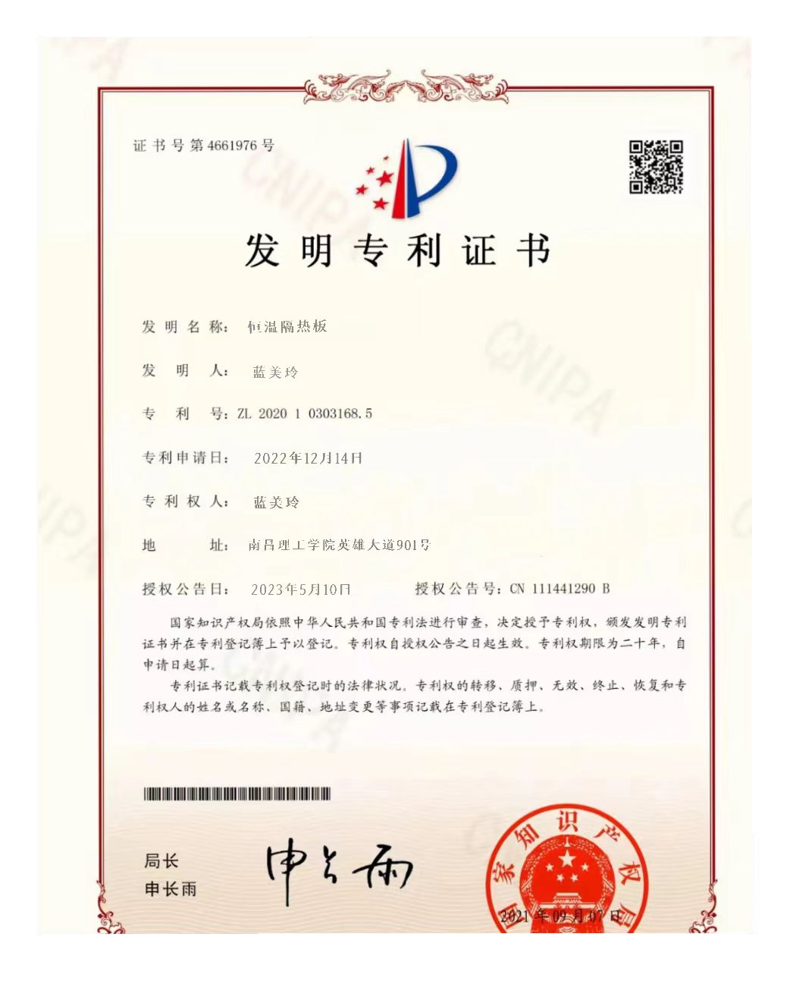 证书号第4661976号
发明专利证书
发明名称：恒温隔热板
发明人：蓝美玲
专利号：ZL 2020 1 0303168.5
专利申请日：2022年12月14日
专利权人：蓝美玲
地址：南昌理工学院英雄大道901号
授权公告日：2023年5月10日 授权公告号：CN 111441290 B
国家知识产权局依照中华人民共和国专利法进行审查，决定授予专利权，颁发发明专利
证书并在专利登记簿上予以登记。专利权自授权公告之日起生效。专利权期限为二十年，自
申请日起算。
专利证书记载专利权登记时的法律状况。专利权的转移、质押、无效、终止、恢复和专
利权人的姓名或名称、国籍、地址变更等事项记载在专利登记簿上。
局长
申长雨
申长雨
国家知识产权局
2021年09月07日
CNIPA
CNIPA
CNIPA